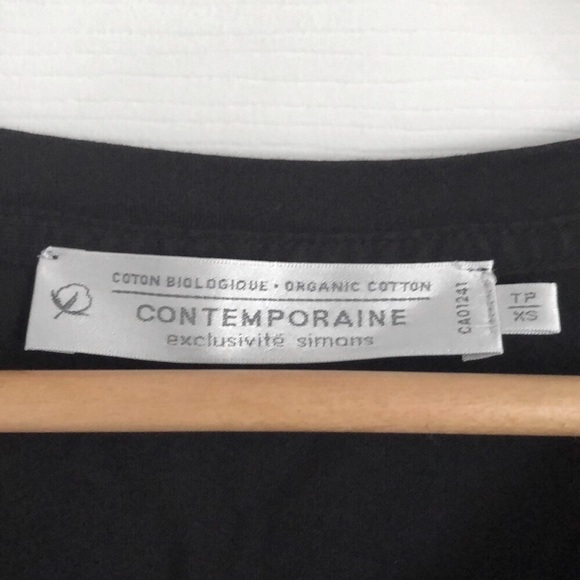 COTON BIOLOGIQUE · ORGANIC COTTON
CONTEMPORAINE
exclusivité simons
CA01241
TP
XS